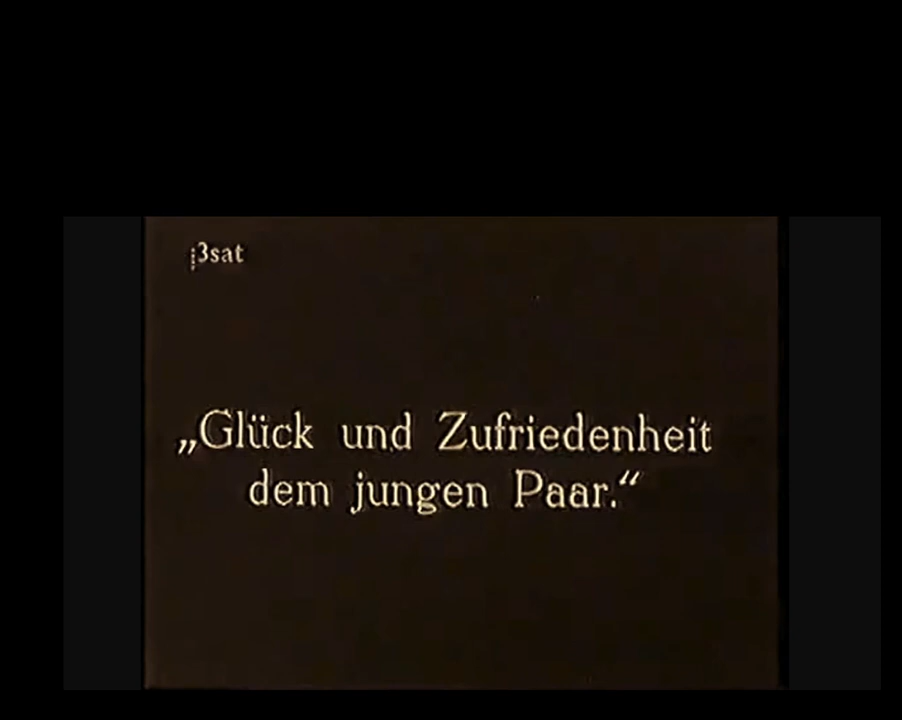 3sat
„Glück und Zufriedenheit
dem jungen Paar.“